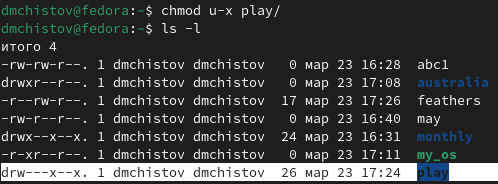 dmchistov@fedora:~$ chmod u-x play/
dmchistov@fedora:~$ ls -l
итого 4
-rw-rw-r--. 1 dmchistov dmchistov  0 мар 23 16:28 abc1
drwxr--r--. 1 dmchistov dmchistov  0 мар 23 17:08 australia
-r--rw-r--. 1 dmchistov dmchistov 17 мар 23 17:26 feathers
-rw-rw-r--. 1 dmchistov dmchistov  0 мар 23 16:40 may
drwx--x--x. 1 dmchistov dmchistov 24 мар 23 16:31 monthly
-r-xr--r--. 1 dmchistov dmchistov  0 мар 23 17:11 my_os
drw---x--x. 1 dmchistov dmchistov 26 мар 23 17:24 play